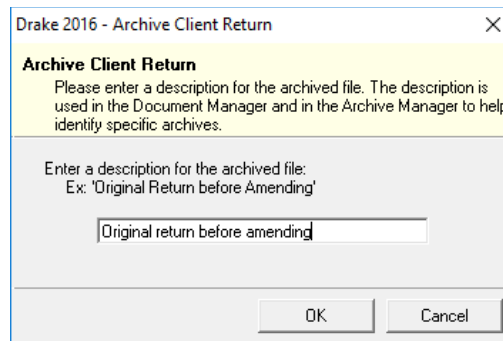 Drake 2016 - Archive Client Return
Archive Client Return
Please enter a description for the archived file. The description is
used in the Document Manager and in the Archive Manager to help
identify specific archives.
Enter a description for the archived file:
Ex: 'Original Return before Amending'
Original return before amending
OK Cancel